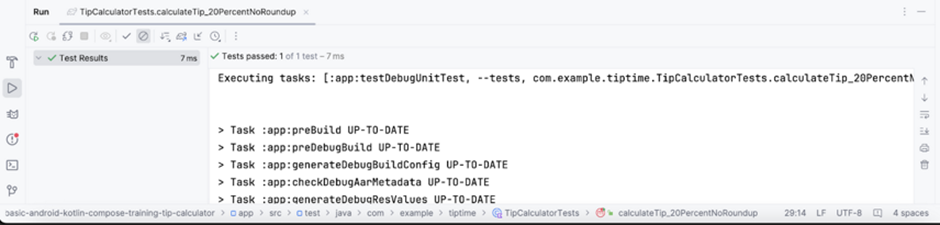 Run TipCalculatorTests.calculateTip_20PercentNoRoundup
Test Results 7 ms
Tests passed: 1 of 1 test – 7 ms
Executing tasks: [:app:testDebugUnitTest, --tests, com.example.tiptime.TipCalculatorTests.calculateTip_20PercentN
> Task :app:preBuild UP-TO-DATE
> Task :app:preDebugBuild UP-TO-DATE
> Task :app:generateDebugBuildConfig UP-TO-DATE
> Task :app:checkDebugAarMetadata UP-TO-DATE
> Task :app:generateDebugResValues UP-TO-DATE
basic-android-kotlin-compose-training-tip-calculator > app > src > test > java > com > example > tiptime > TipCalculatorTests > calculateTip_20PercentNoRoundup 29:14 LF UTF-8 4 spaces